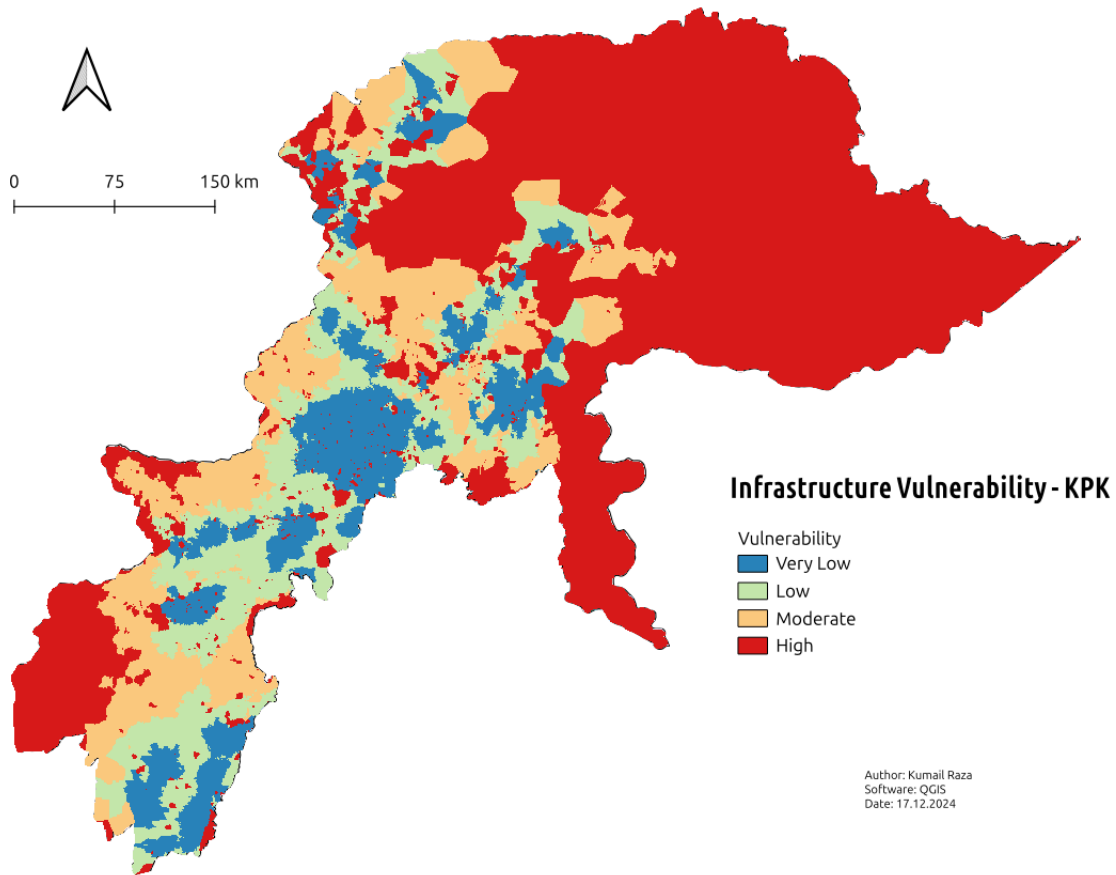 0 75 150 km
Infrastructure Vulnerability - KPK
Vulnerability
Very Low
Low
Moderate
High
Author: Kumail Raza
Software: QGIS
Date: 17.12.2024